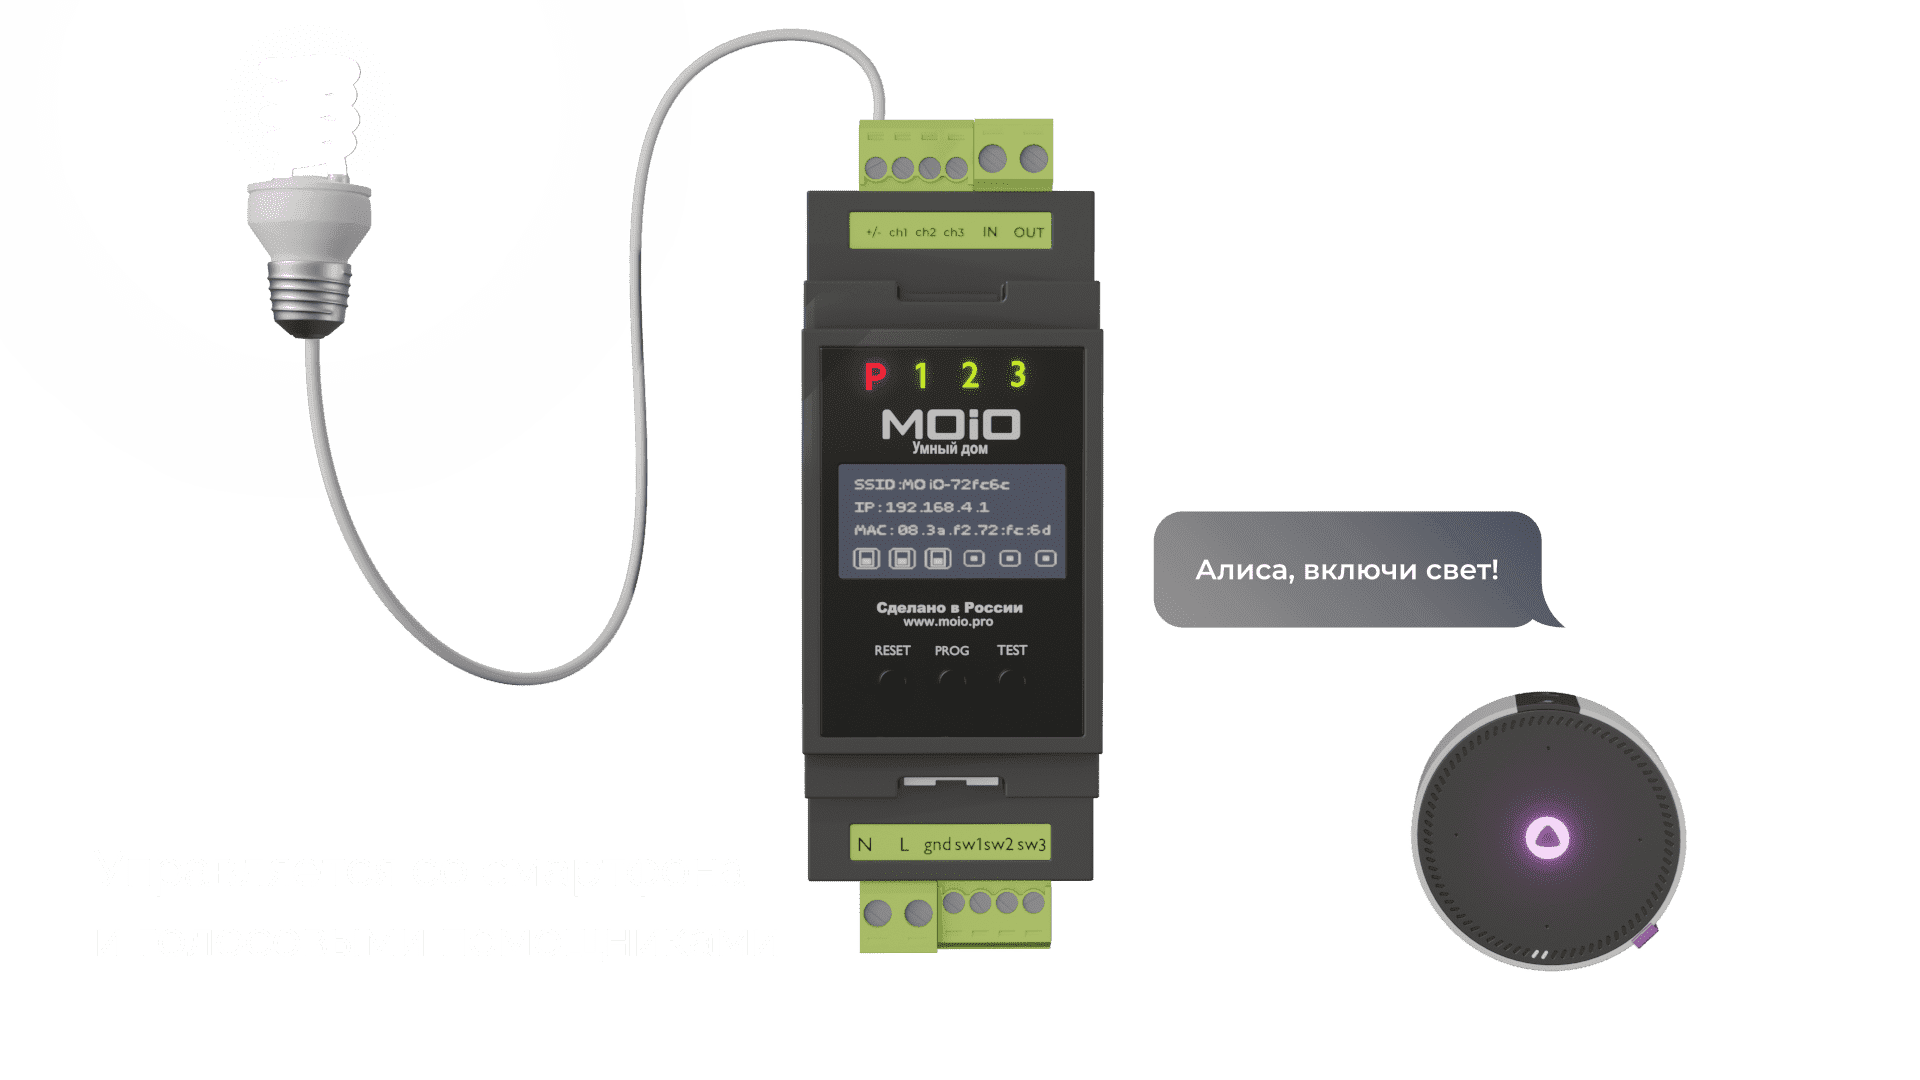 +/- ch1 ch2 ch3 IN OUT
P 1 2 3
MOiO
Умный дом
SSID:MOiO-72fc6c
IP:192.168.4.1
MAC:08.3a.f2.72:fc:6d
Алиса, включи свет!
Сделано в России
www.moio.pro
RESET PROG TEST
N L gnd sw1 sw2 sw3